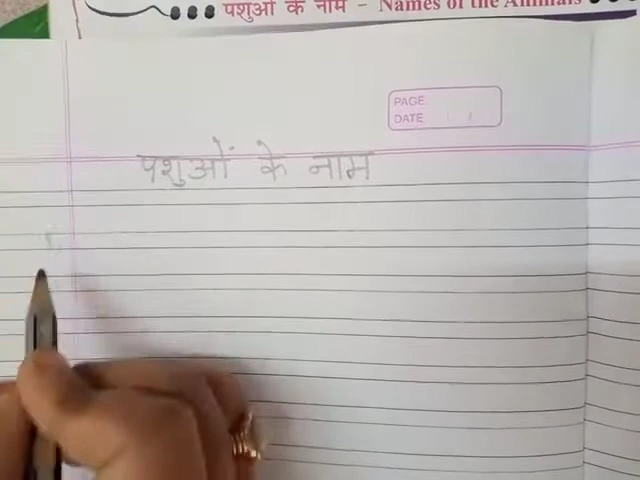 पशुओं के नाम – Names of the Animals
PAGE
DATE
पशुओं के नाम